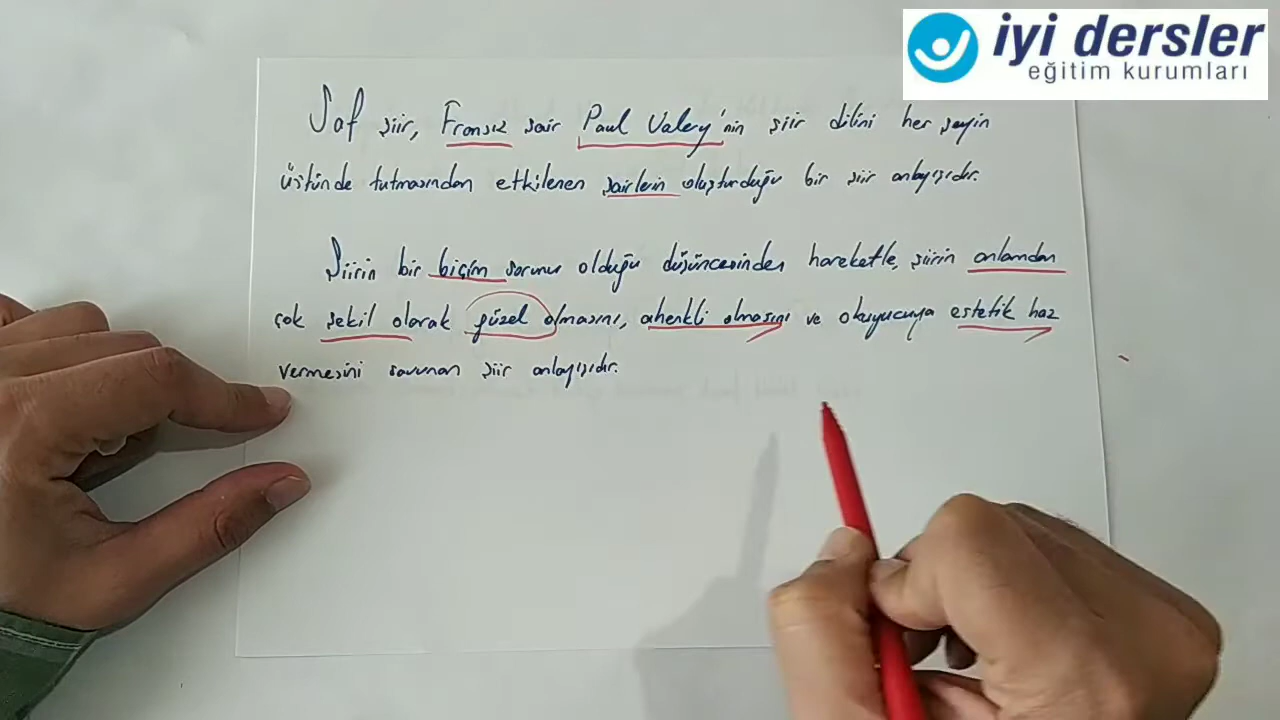 iyi dersler
eğitim kurumları
Saf şiir, Fransız şair Paul Valery'nin şiir dilini her şeyin
üstünde tutmasından etkilenen şairlerin oluşturduğu bir şiir anlayışıdır.
Şiirin bir biçim sorunu olduğu düşüncesinden hareketle, şiirin anlamdan
çok şekil olarak güzel olmasını, ahenkli olmasını ve okuyucuya estetik haz
vermesini savunan şiir anlayışıdır.